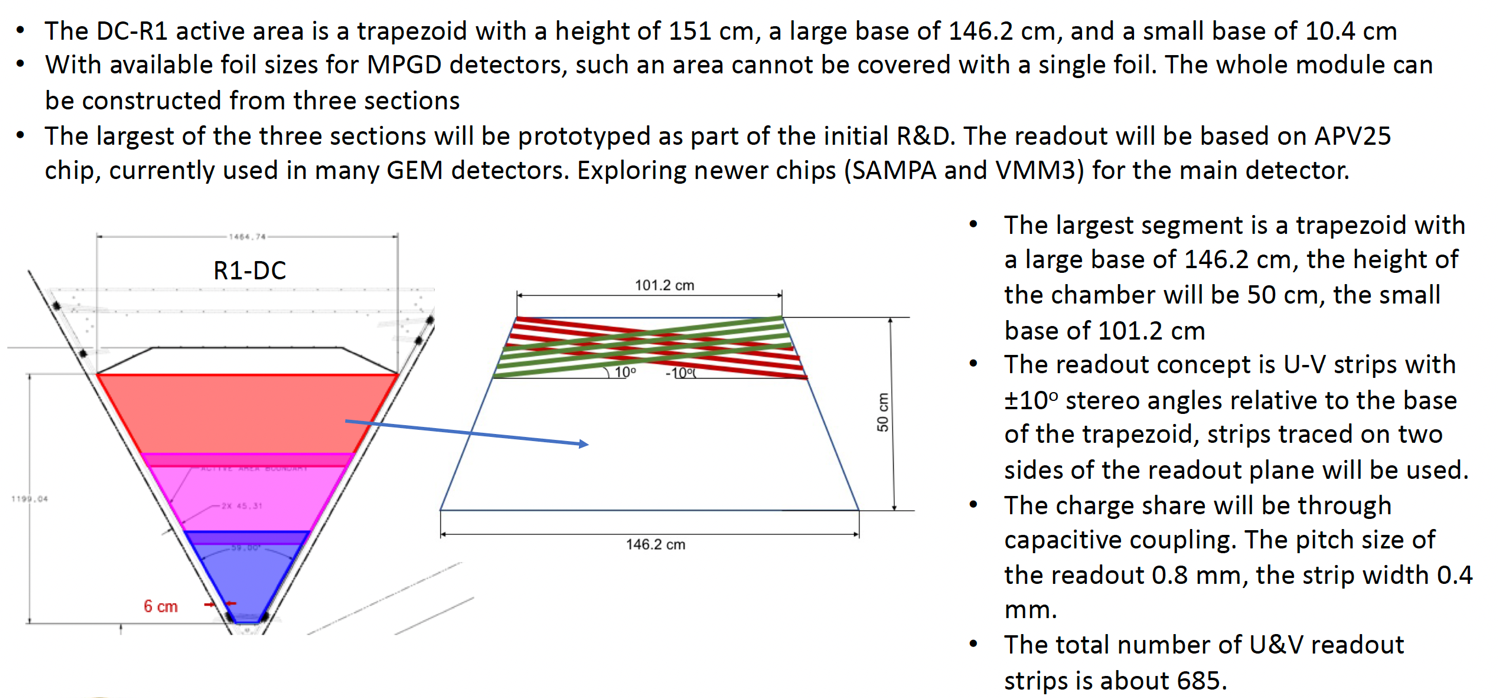 • The DC-R1 active area is a trapezoid with a height of 151 cm, a large base of 146.2 cm, and a small base of 10.4 cm
• With available foil sizes for MPGD detectors, such an area cannot be covered with a single foil. The whole module can
be constructed from three sections
• The largest of the three sections will be prototyped as part of the initial R&D. The readout will be based on APV25
chip, currently used in many GEM detectors. Exploring newer chips (SAMPA and VMM3) for the main detector.
1464,74
R1-DC
ACTIVE AREA BOUNDARY
2X 45,31
1199,04
59,00°
6 cm
101.2 cm
10°
-10°
50 cm
146.2 cm
• The largest segment is a trapezoid with
a large base of 146.2 cm, the height of
the chamber will be 50 cm, the small
base of 101.2 cm
• The readout concept is U-V strips with
±10° stereo angles relative to the base
of the trapezoid, strips traced on two
sides of the readout plane will be used.
• The charge share will be through
capacitive coupling. The pitch size of
the readout 0.8 mm, the strip width 0.4
mm.
• The total number of U&V readout
strips is about 685.